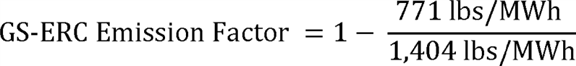 GS-ERC Emission Factor = 1 − 771 lbs/MWh
1,404 lbs/MWh